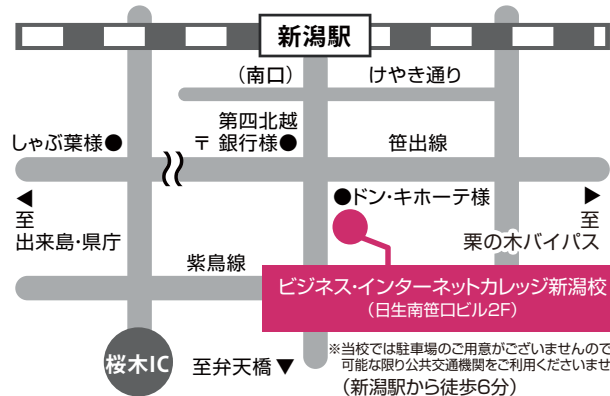 新潟駅
（南口）
けやき通り
第四北越
〒 銀行様●
しゃぶ葉様●
笹出線
●ドン・キホーテ様
◀
至
出来島・県庁
▶
至
栗の木バイパス
紫鳥線
ビジネス・インターネットカレッジ新潟校
（日生南笹口ビル2F）
桜木IC
至弁天橋▼
※当校では駐車場のご用意がございませんので
可能な限り公共交通機関をご利用くださいませ
（新潟駅から徒歩6分）